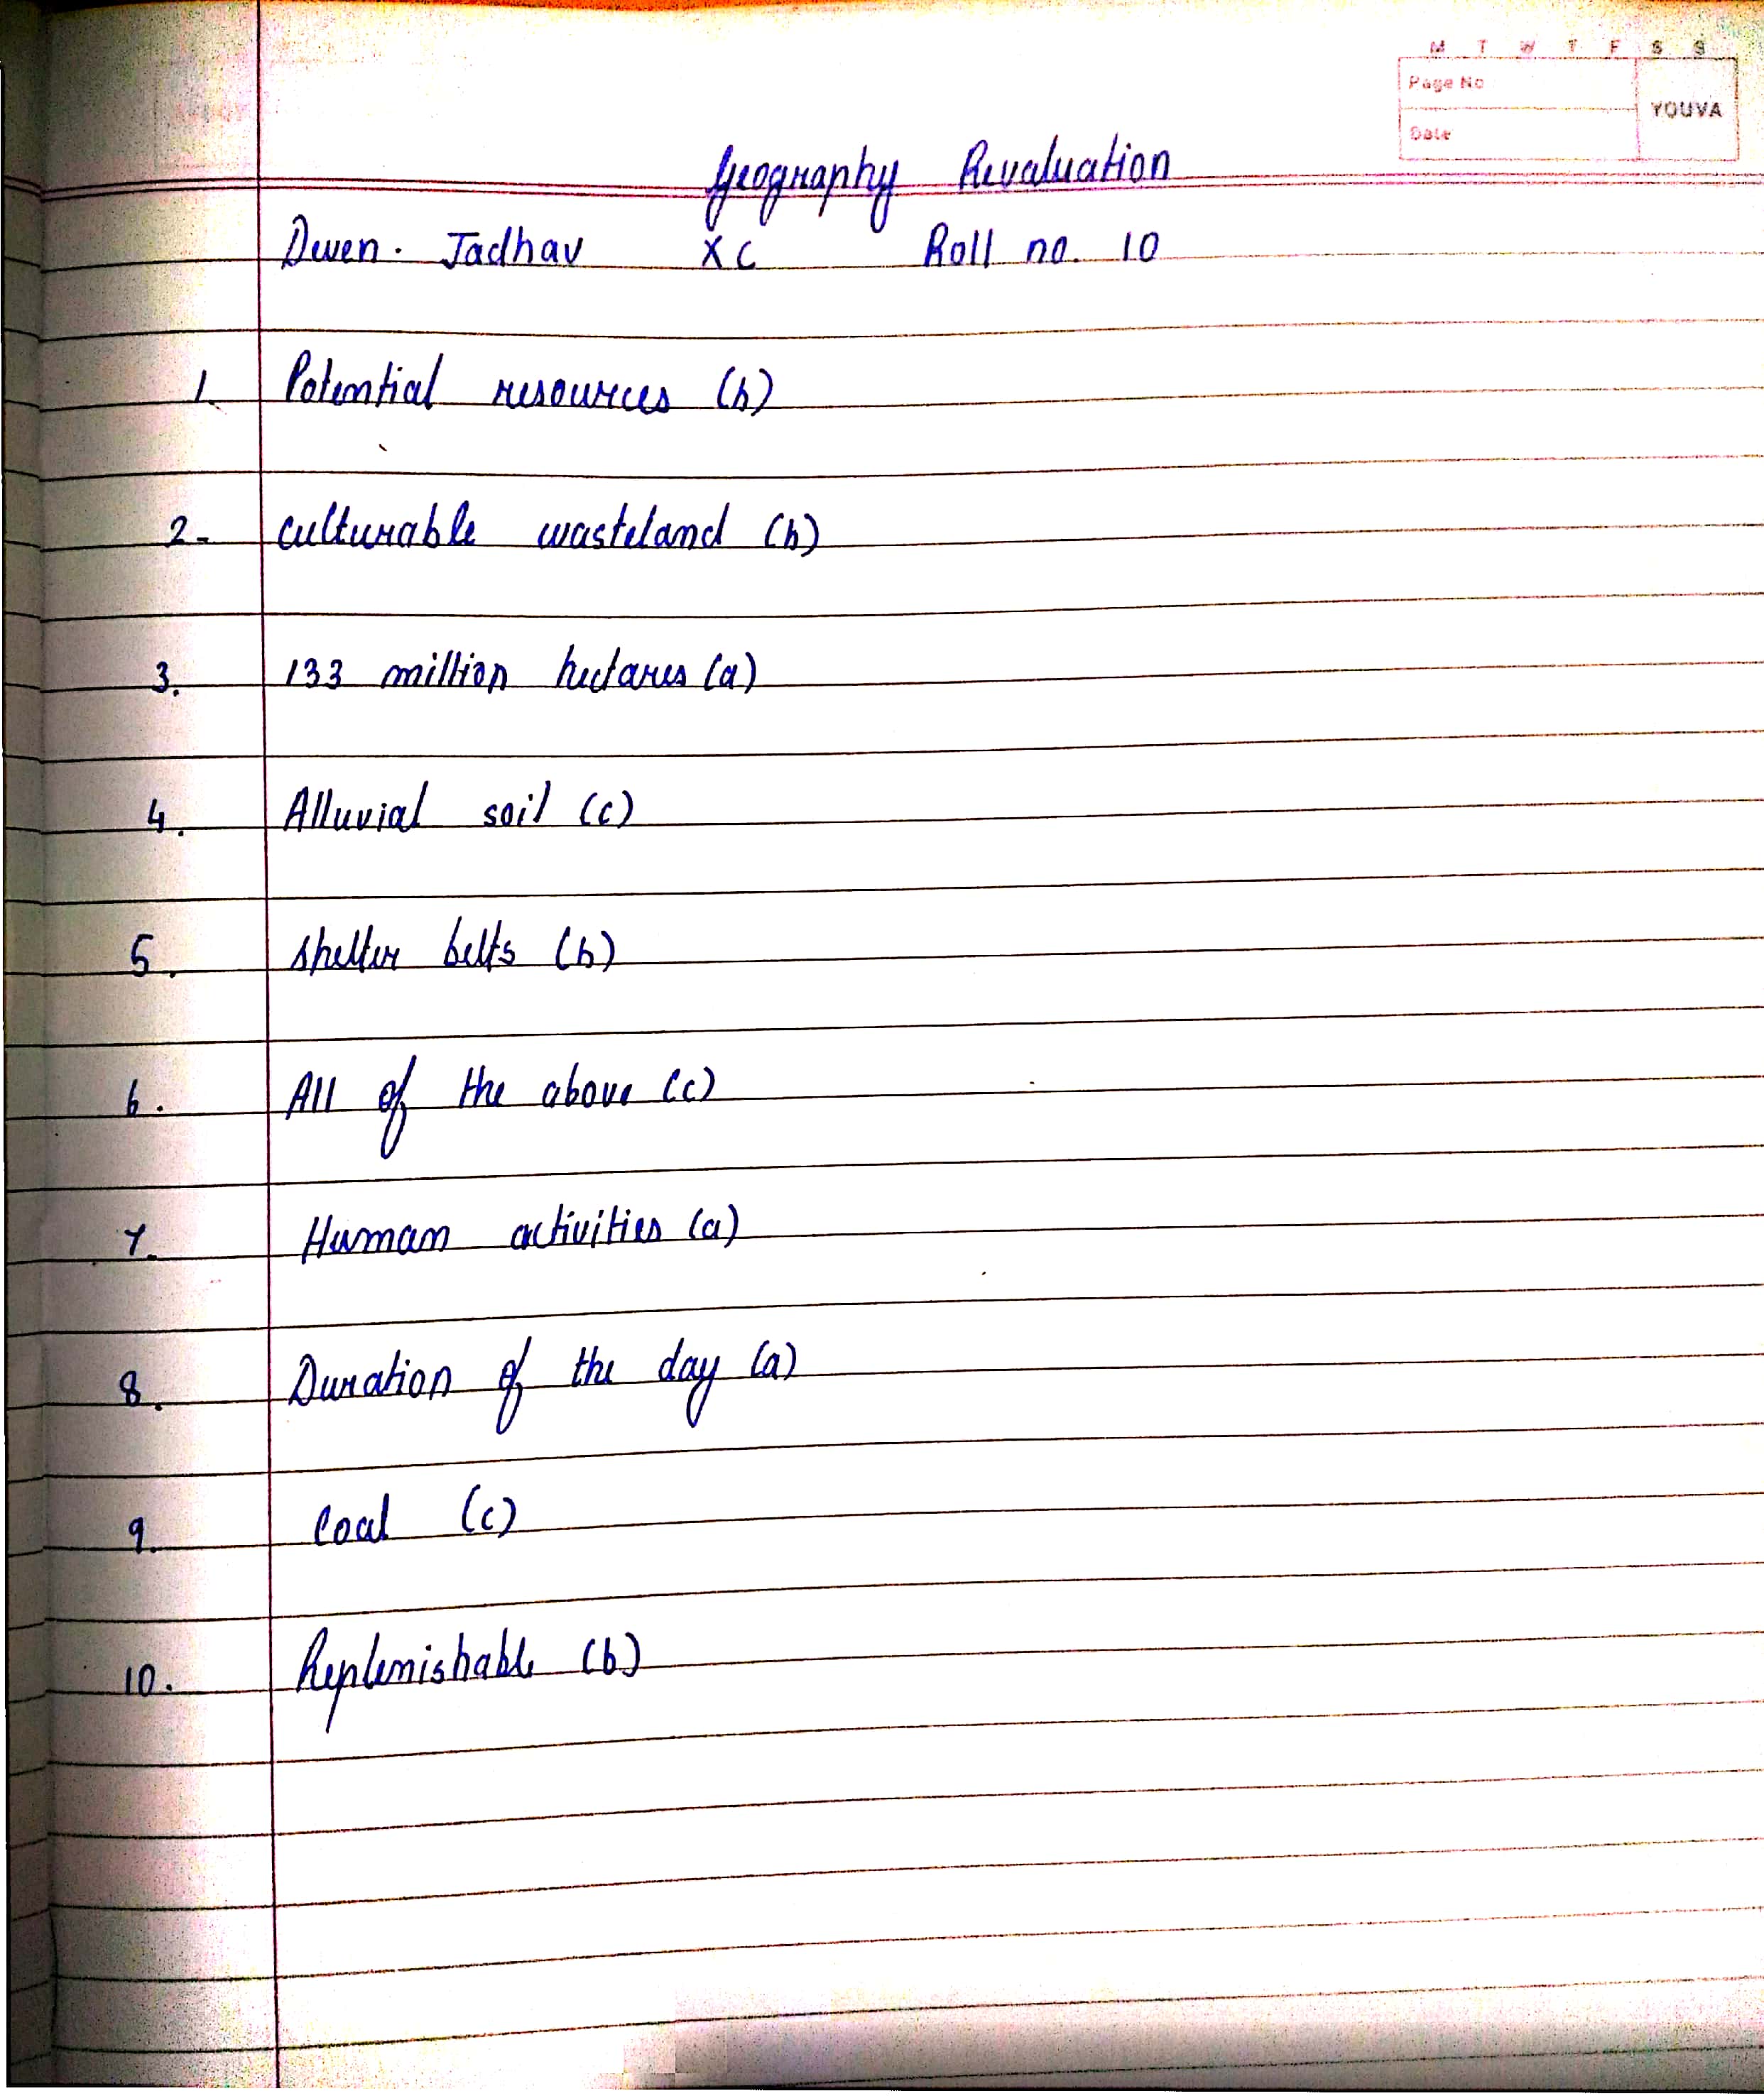 M T W T F S S
Page No
YOUVA
Date
Geography Revaluation
Dwen. Jadhav XC Roll no. 10
1. Potential resources (b)
2. Culturable wasteland (b)
3. 133 million hectares (a)
4. Alluvial soil (c)
5. shelter belts (b)
6. All of the above (c)
7. Human activities (a)
8. Duration of the day (a)
9. Coal (c)
10. Replenishable (b)